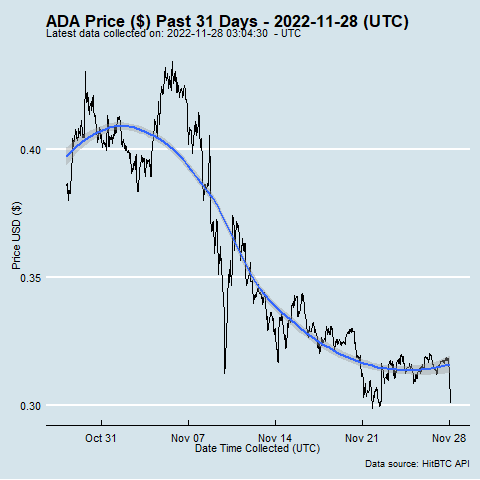 ADA Price ($) Past 31 Days - 2022-11-28 (UTC)
Latest data collected on: 2022-11-28 03:04:30 - UTC
Price USD ($)
0.40
0.35
0.30
Oct 31 Nov 07 Nov 14 Nov 21 Nov 28
Date Time Collected (UTC)
Data source: HitBTC API